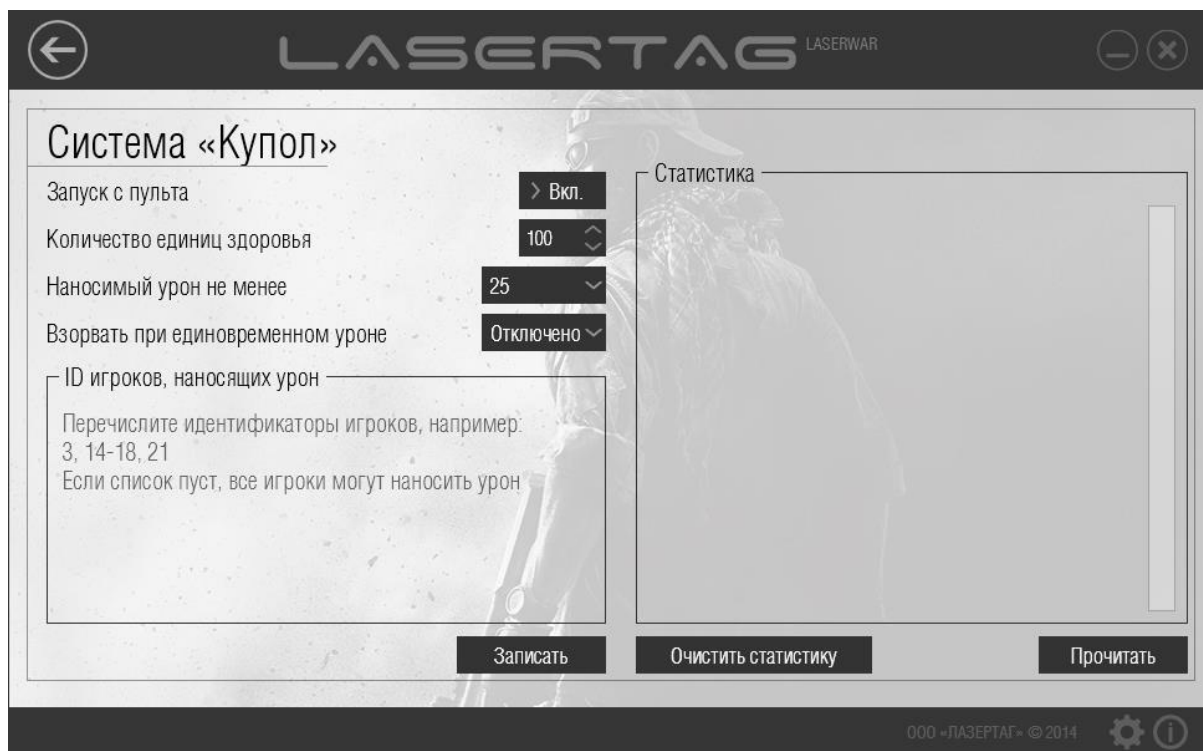 LASERTAG LASERWAR
Система «Купол»
Запуск с пульта
> Вкл.
Количество единиц здоровья
100
Наносимый урон не менее
25
Взорвать при единовременном уроне
Отключено
ID игроков, наносящих урон
Перечислите идентификаторы игроков, например:
3, 14-18, 21
Если список пуст, все игроки могут наносить урон
Записать
Статистика
Очистить статистику
Прочитать
ООО «ЛАЗЕРТАГ» © 2014